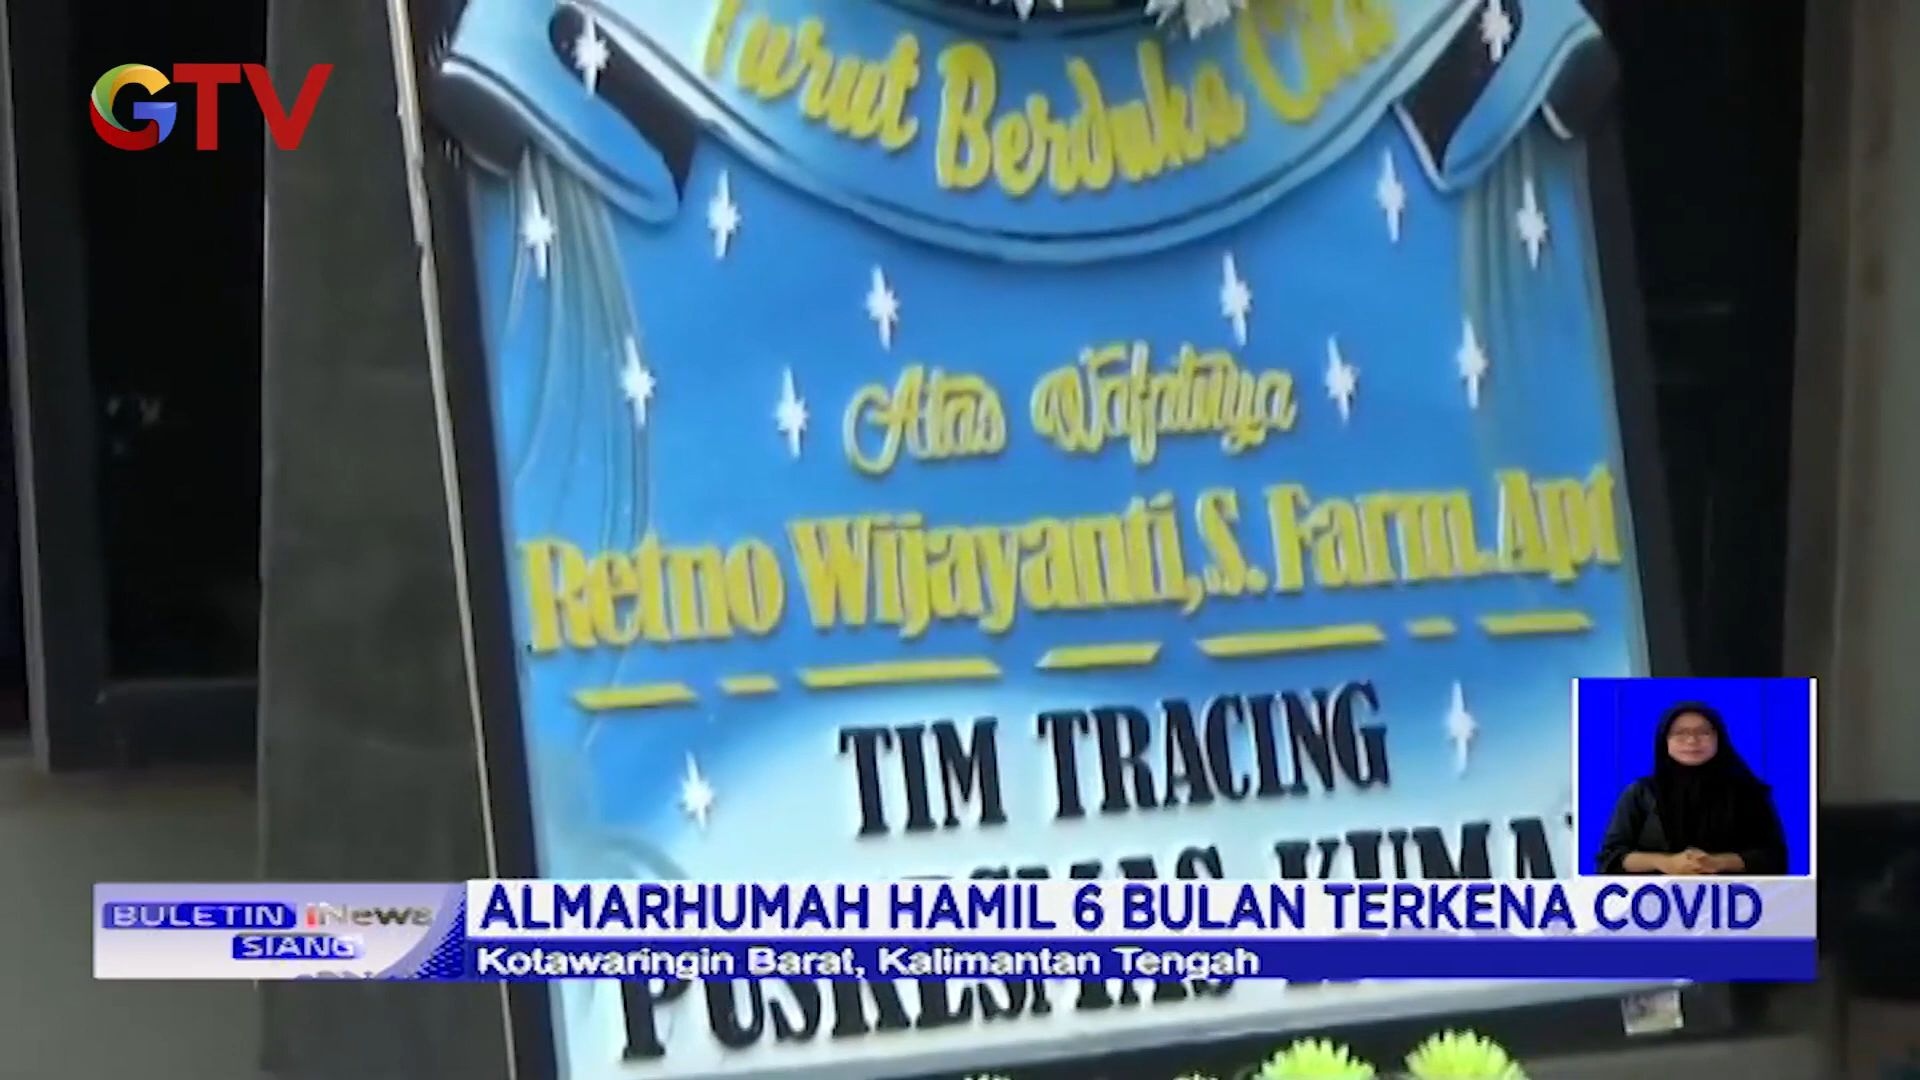 GTV
Turut Berduka Cita
Atas Wafatnya
Retno Wijayanti, S. Farm. Apt
TIM TRACING
PUSKESMAS
BULETIN iNews
SIANG
ALMARHUMAH HAMIL 6 BULAN TERKENA COVID
Kotawaringin Barat, Kalimantan Tengah